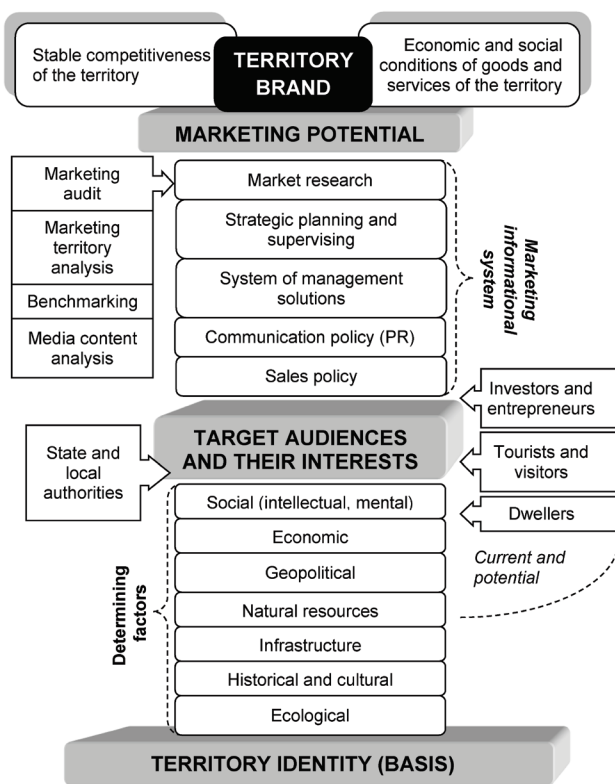 Stable competitiveness
of the territory
TERRITORY
BRAND
Economic and social
conditions of goods and
services of the territory
MARKETING POTENTIAL
Marketing
audit
Marketing
territory
analysis
Benchmarking
Media content
analysis
Market research
Strategic planning and
supervising
System of management
solutions
Communication policy (PR)
Sales policy
Marketing
informational
system
TARGET AUDIENCES
AND THEIR INTERESTS
State and
local
authorities
Investors and
entrepreneurs
Tourists and
visitors
Dwellers
Current and
potential
Determining
factors
Social (intellectual, mental)
Economic
Geopolitical
Natural resources
Infrastructure
Historical and cultural
Ecological
TERRITORY IDENTITY (BASIS)